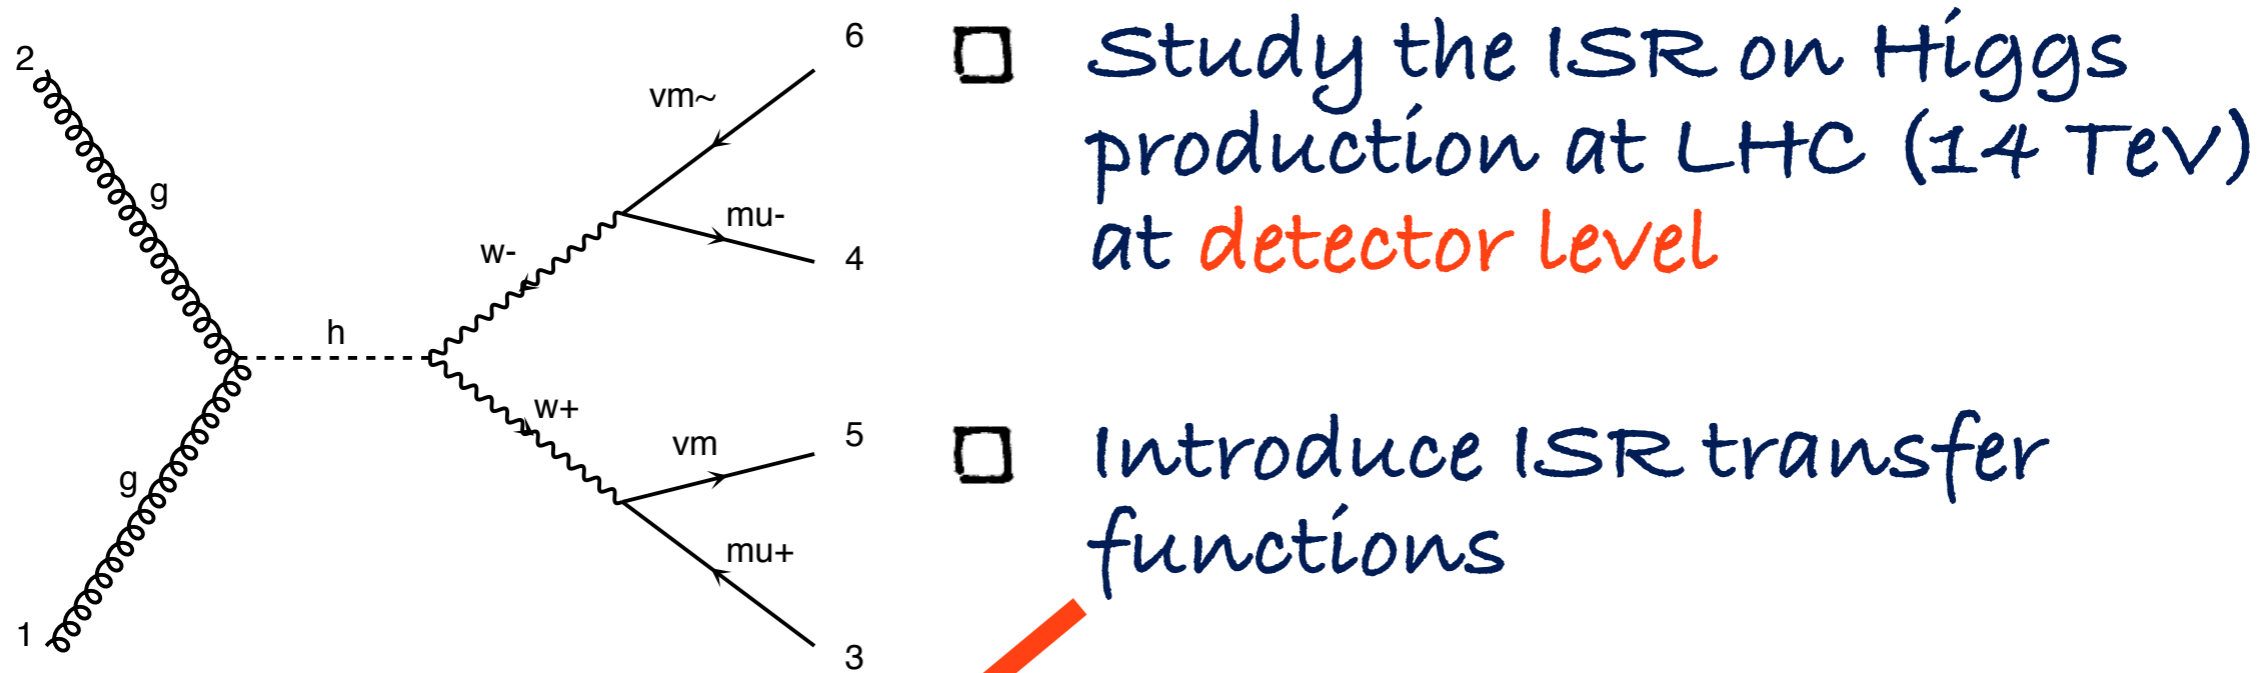 2
6
vm~
g
mu-
w-
4
h
w+
5
vm
g
mu+
1
3
Study the ISR on Higgs
production at LHC (14 TeV)
at detector level
Introduce ISR transfer
functions